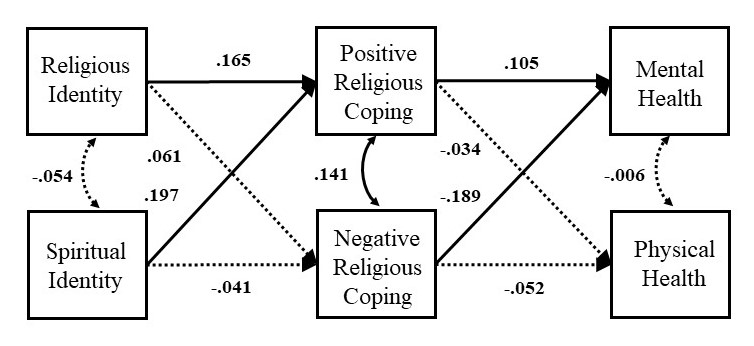 Religious
Identity
.165
Positive
Religious
Coping
.105
Mental
Health
-.054
.061
.197
.141
-.034
-.189
-.006
Spiritual
Identity
-.041
Negative
Religious
Coping
-.052
Physical
Health